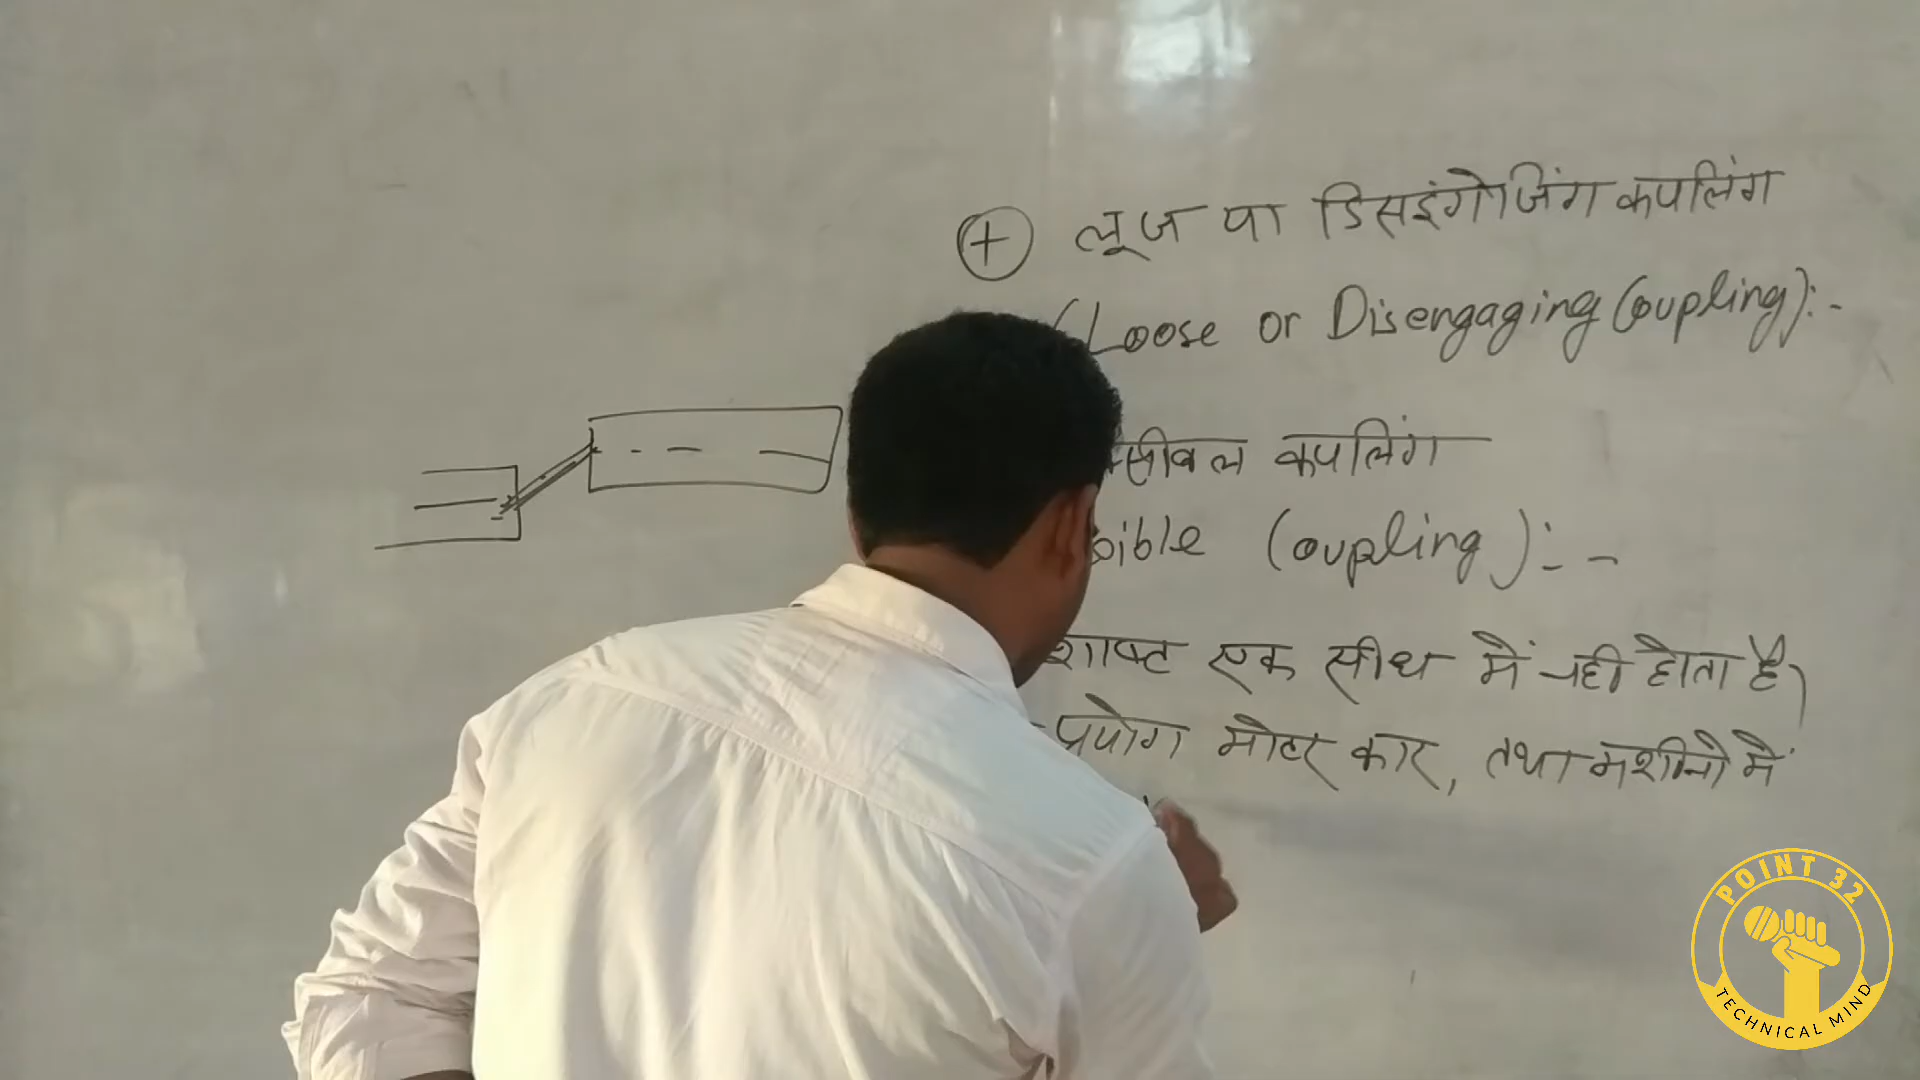 + लूज या डिसइंगेजिंग कपलिंग
(Loose or Disengaging Coupling):-
कपलिंग
Coupling):-
शाफ्ट एक सीध में नही होता है,
प्रयोग मोटर कार, तथा मशीनो मे
POINT 32
TECHNICAL MIND